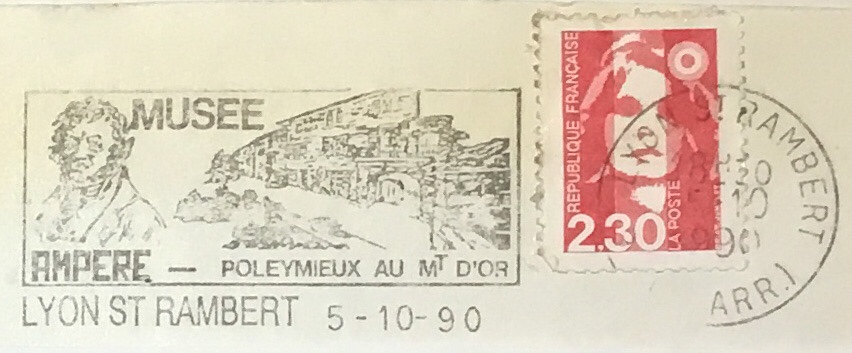 MUSEE
AMPERE — POLEYMIEUX AU MT D'OR
LYON ST RAMBERT 5-10-90
REPUBLIQUE FRANÇAISE
2.30
LA POSTE
LYON ST RAMBERT
ARR.)